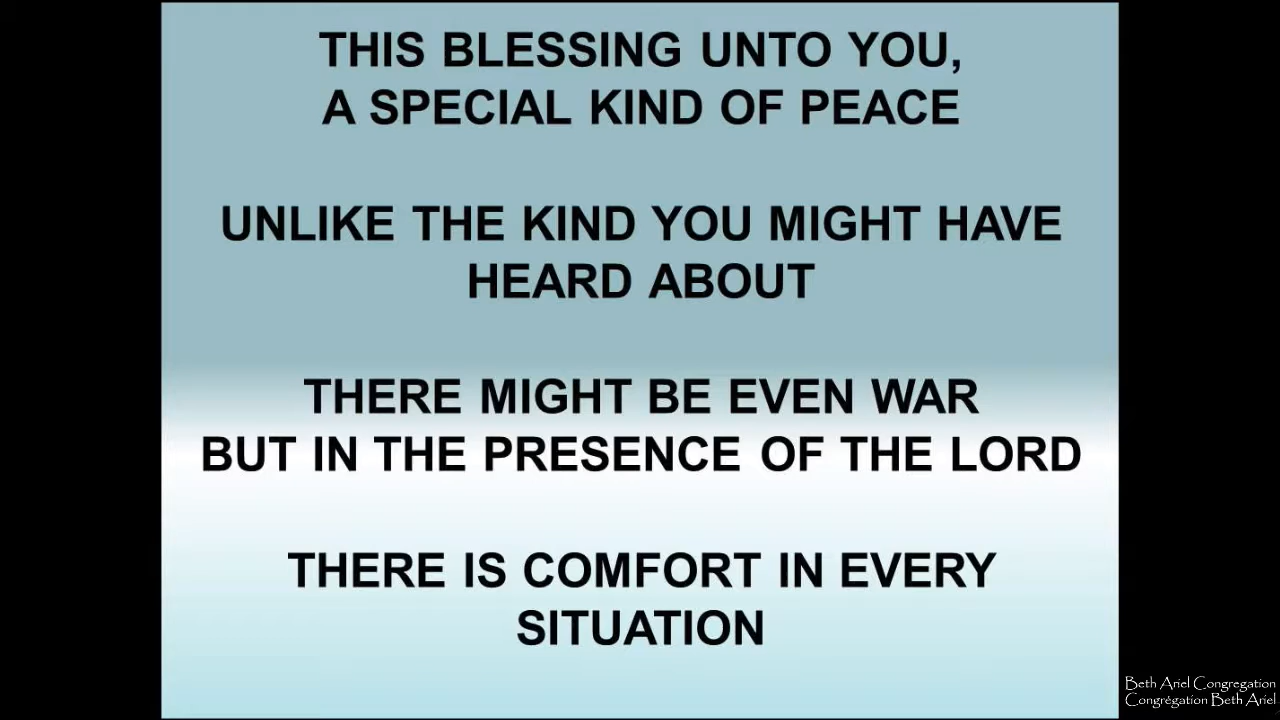 THIS BLESSING UNTO YOU,
A SPECIAL KIND OF PEACE
UNLIKE THE KIND YOU MIGHT HAVE
HEARD ABOUT
THERE MIGHT BE EVEN WAR
BUT IN THE PRESENCE OF THE LORD
THERE IS COMFORT IN EVERY
SITUATION
Beth Ariel Congregation
Congrégation Beth Ariel